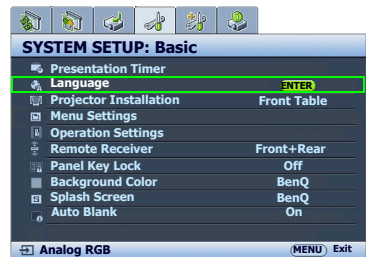 SYSTEM SETUP: Basic
Presentation Timer
Language ENTER
Projector Installation Front Table
Menu Settings
Operation Settings
Remote Receiver Front+Rear
Panel Key Lock Off
Background Color BenQ
Splash Screen BenQ
Auto Blank On
Analog RGB MENU Exit